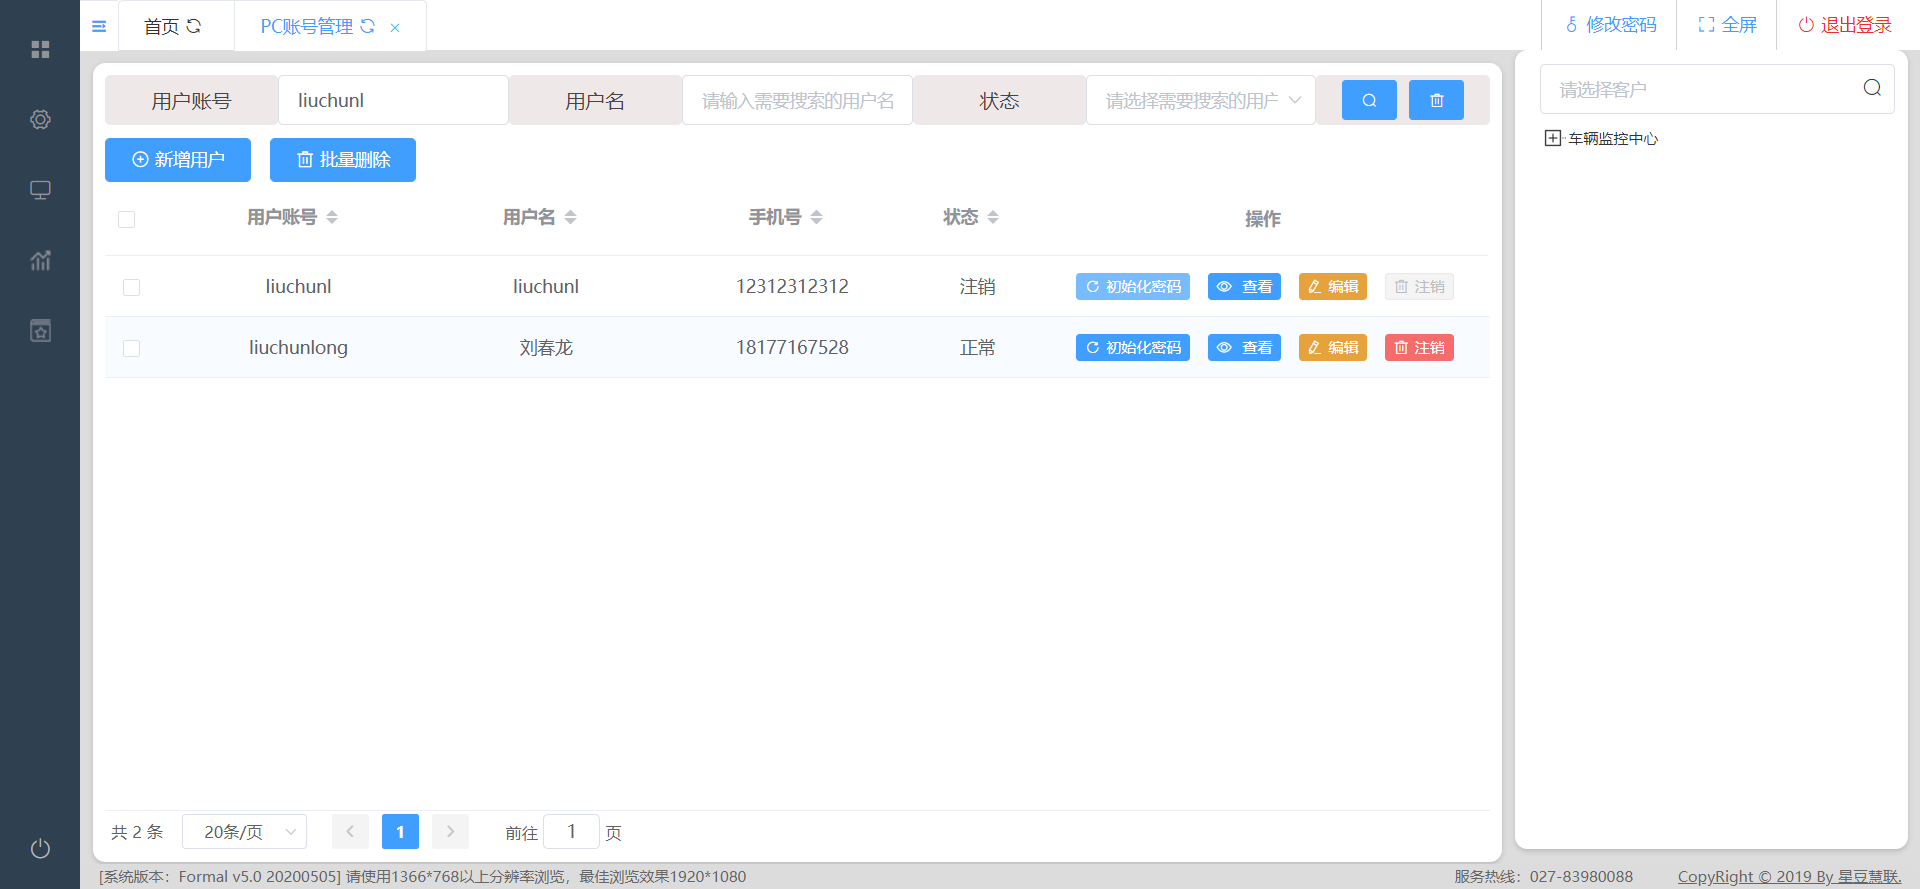 首页
PC账号管理
修改密码
全屏
退出登录
用户账号
liuchunl
用户名
请输入需要搜索的用户名
状态
请选择需要搜索的用户
请选择客户
车辆监控中心
新增用户
批量删除
用户账号 用户名 手机号 状态 操作
liuchunl liuchunl 12312312312 注销 初始化密码 查看 编辑 注销
liuchunlong 刘春龙 18177167528 正常 初始化密码 查看 编辑 注销
共 2 条 20条/页 1 前往 1 页
[系统版本：Formal v5.0 20200505] 请使用1366*768以上分辨率浏览，最佳浏览效果1920*1080
服务热线：027-83980088 CopyRight © 2019 By 星豆慧联.